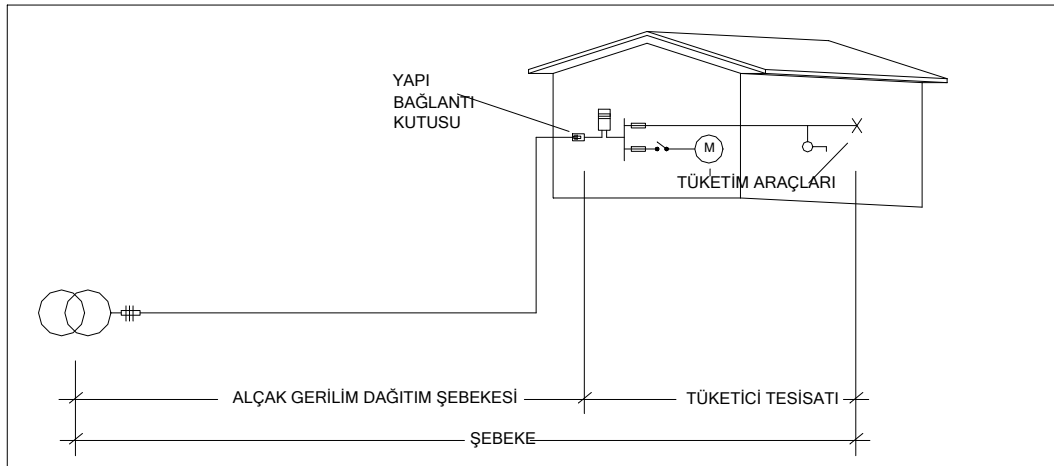 YAPI
BAĞLANTI
KUTUSU
M
TÜKETİM ARAÇLARI
ALÇAK GERİLİM DAĞITIM ŞEBEKESİ
TÜKETİCİ TESİSATI
ŞEBEKE